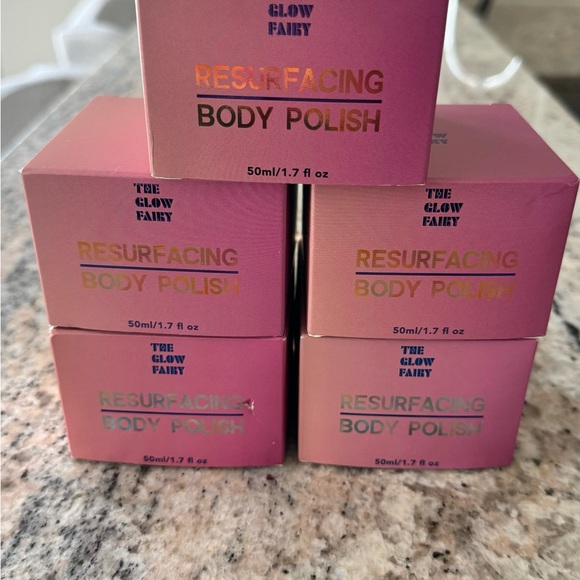 GLOW
FAIRY
RESURFACING
BODY POLISH
50ml/1.7 fl oz
THE
GLOW
FAIRY
RESURFACING
BODY POLISH
50ml/1.7 fl oz
THE
GLOW
FAIRY
RESURFACING
BODY POLISH
50ml/1.7 fl oz
THE
GLOW
FAIRY
RESURFACING
BODY POLISH
50ml/1.7 fl oz
THE
GLOW
FAIRY
RESURFACING
BODY POLISH
50ml/1.7 fl oz